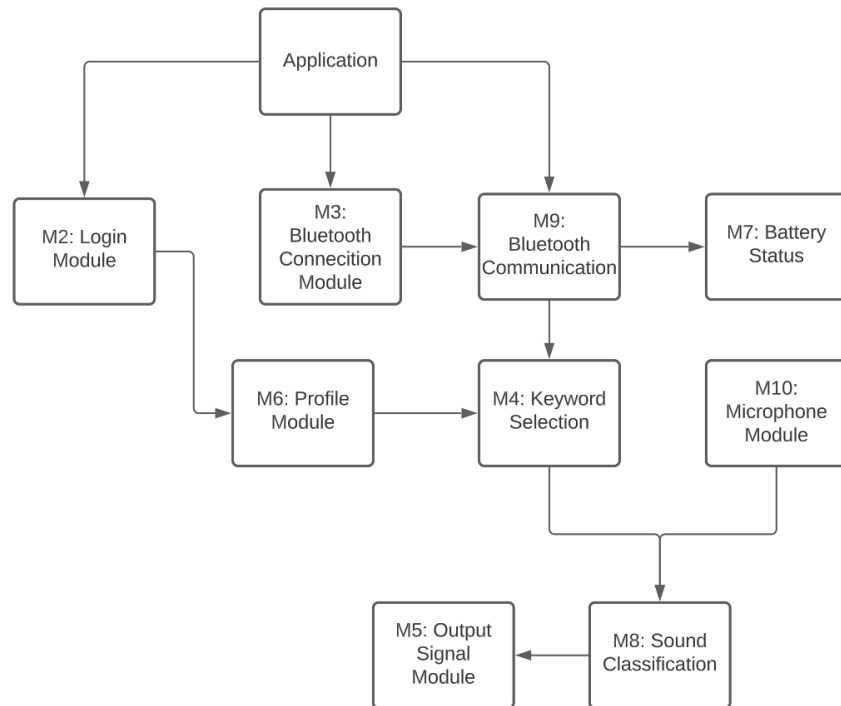 Application
M2: Login
Module
M3:
Bluetooth
Connecition
Module
M9:
Bluetooth
Communication
M7: Battery
Status
M6: Profile
Module
M4: Keyword
Selection
M10:
Microphone
Module
M5: Output
Signal
Module
M8: Sound
Classification